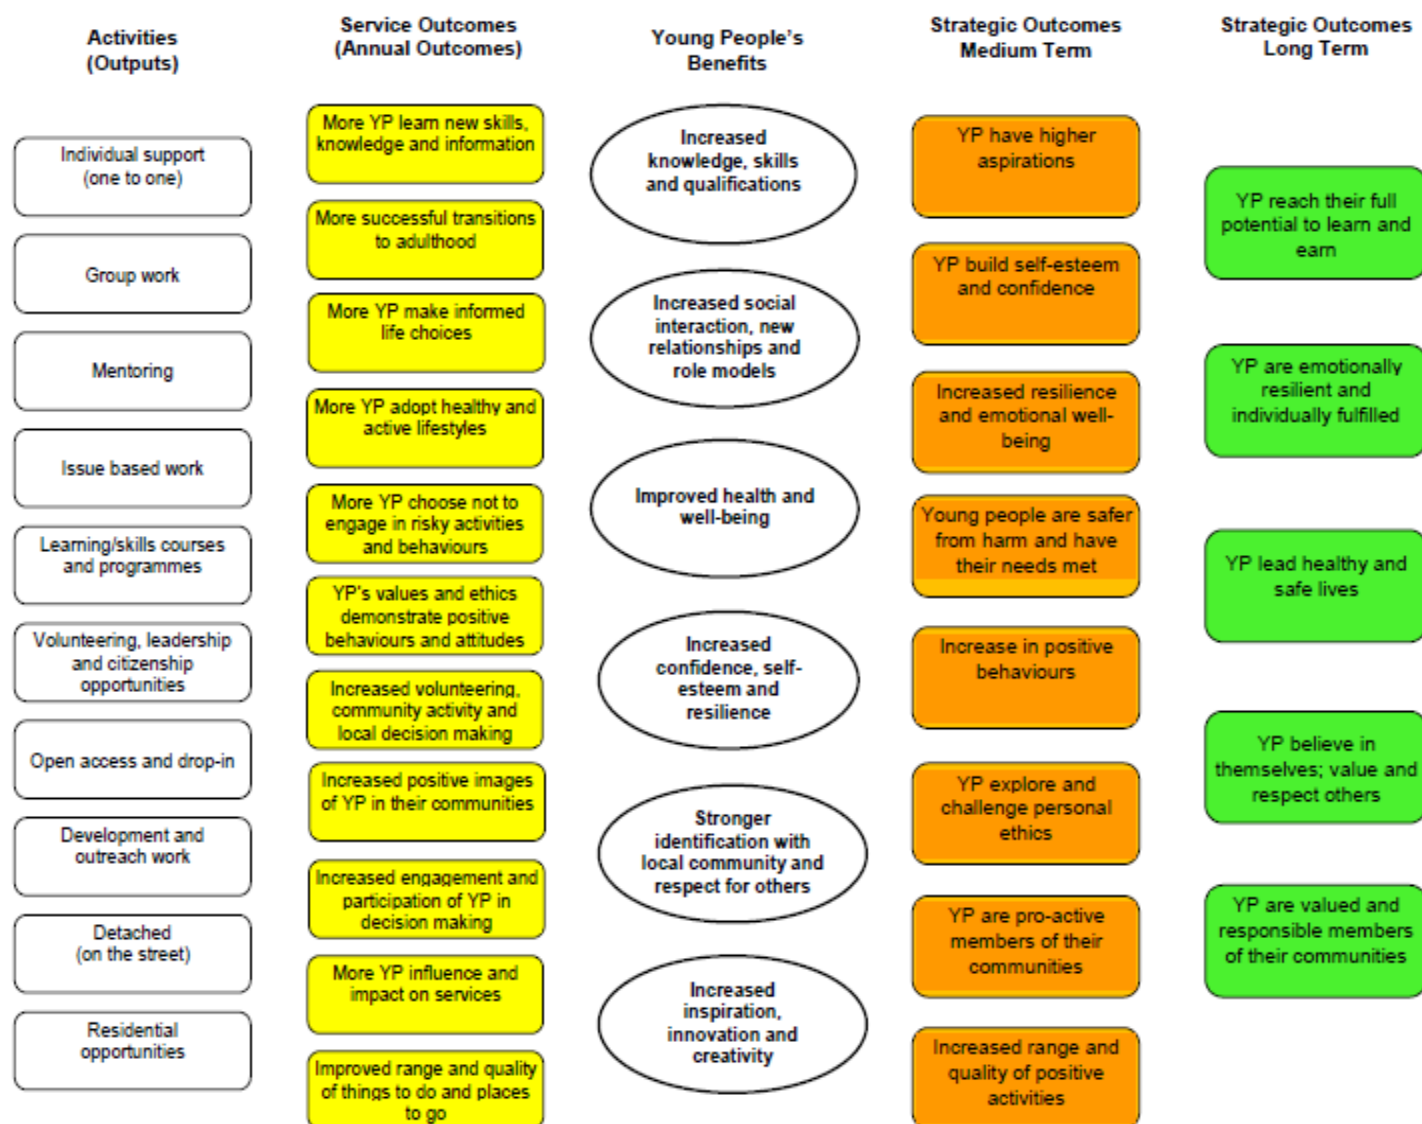 Activities
(Outputs)
Individual support
(one to one)
Group work
Mentoring
Issue based work
Learning/skills courses
and programmes
Volunteering, leadership
and citizenship
opportunities
Open access and drop-in
Development and
outreach work
Detached
(on the street)
Residential
opportunities
Service Outcomes
(Annual Outcomes)
More YP learn new skills,
knowledge and information
More successful transitions
to adulthood
More YP make informed
life choices
More YP adopt healthy and
active lifestyles
More YP choose not to
engage in risky activities
and behaviours
YP's values and ethics
demonstrate positive
behaviours and attitudes
Increased volunteering,
community activity and
local decision making
Increased positive images
of YP in their communities
Increased engagement and
participation of YP in
decision making
More YP influence and
impact on services
Improved range and quality
of things to do and places
to go
Young People's
Benefits
Increased
knowledge, skills
and qualifications
Increased social
interaction, new
relationships and
role models
Improved health and
well-being
Increased
confidence, self-
esteem and
resilience
Stronger
identification with
local community and
respect for others
Increased
inspiration,
innovation and
creativity
Strategic Outcomes
Medium Term
YP have higher
aspirations
YP build self-esteem
and confidence
Increased resilience
and emotional well-
being
Young people are safer
from harm and have
their needs met
Increase in positive
behaviours
YP explore and
challenge personal
ethics
YP are pro-active
members of their
communities
Increased range and
quality of positive
activities
Strategic Outcomes
Long Term
YP reach their full
potential to learn and
earn
YP are emotionally
resilient and
individually fulfilled
YP lead healthy and
safe lives
YP believe in
themselves; value and
respect others
YP are valued and
responsible members
of their communities